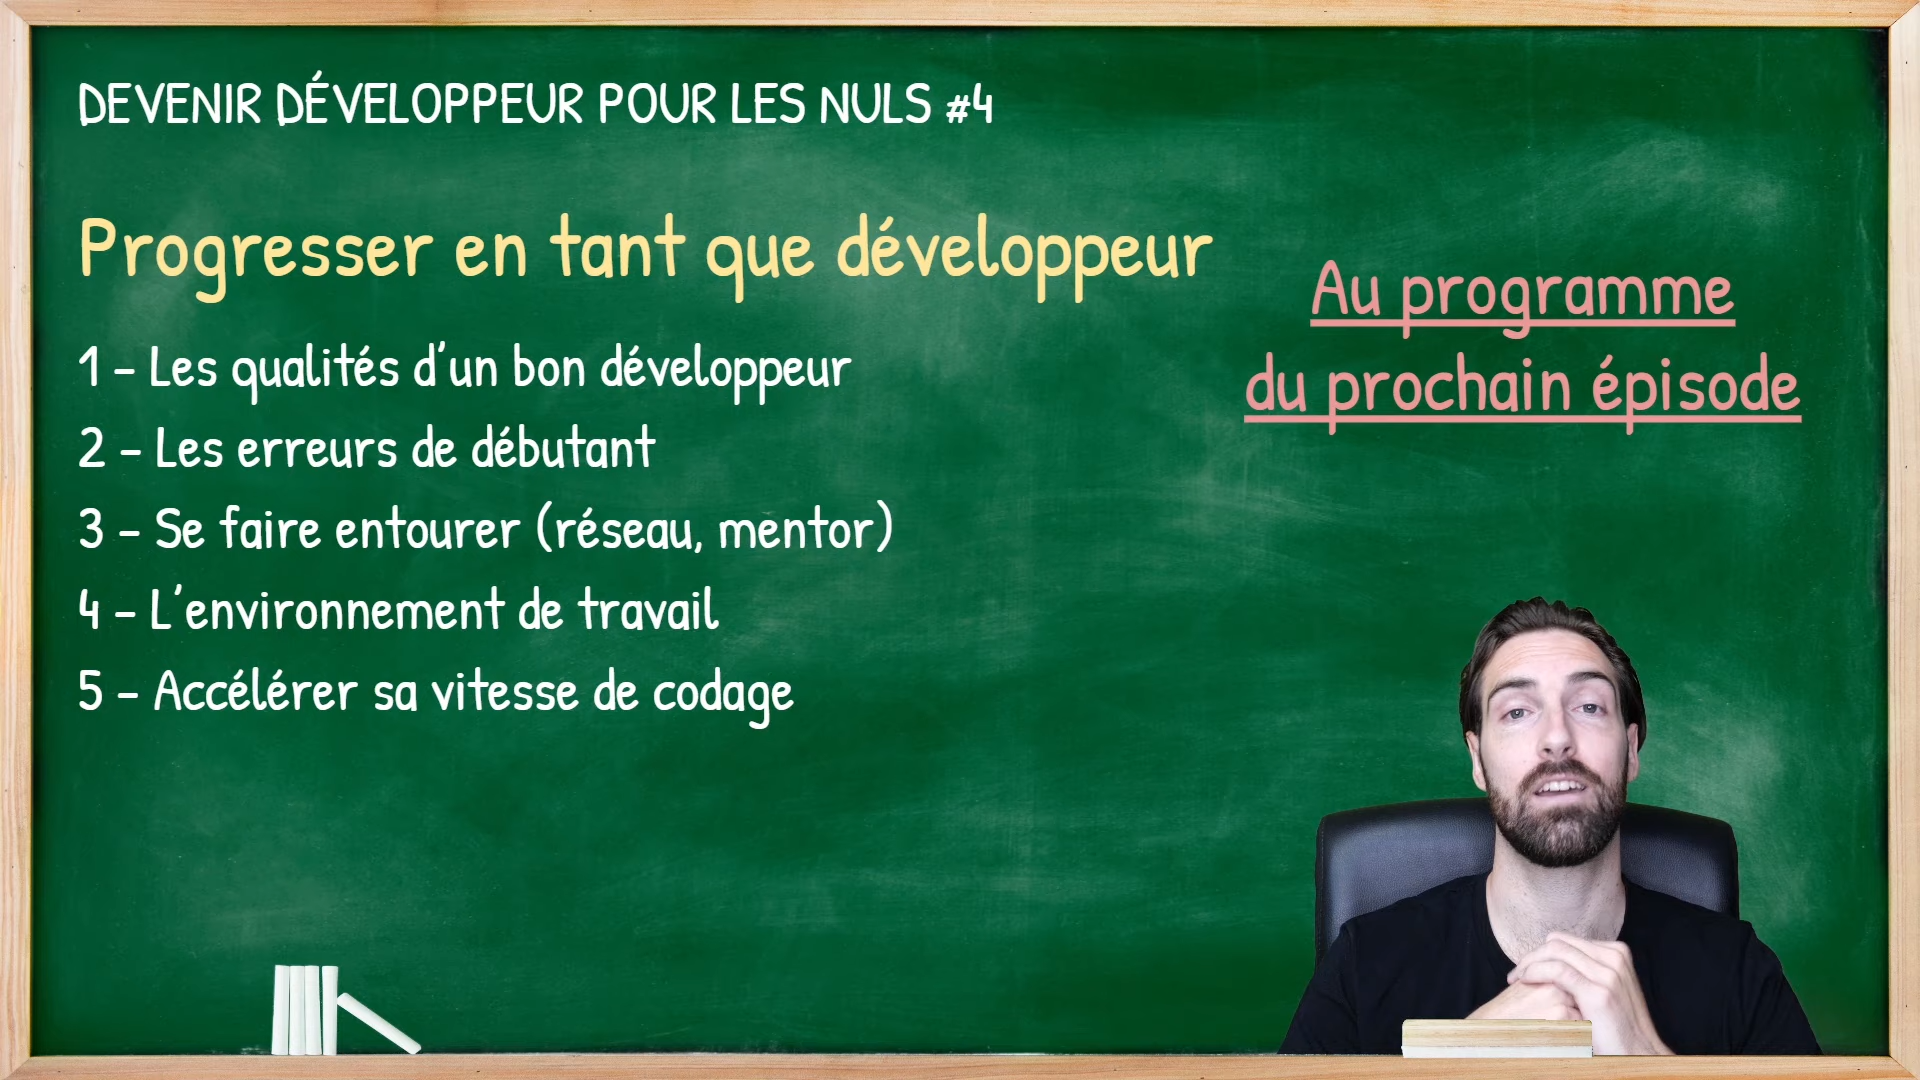 DEVENIR DÉVELOPPEUR POUR LES NULS #4
Progresser en tant que développeur
Au programme
du prochain épisode
1 - Les qualités d'un bon développeur
2 - Les erreurs de débutant
3 - Se faire entourer (réseau, mentor)
4 - L'environnement de travail
5 - Accélérer sa vitesse de codage